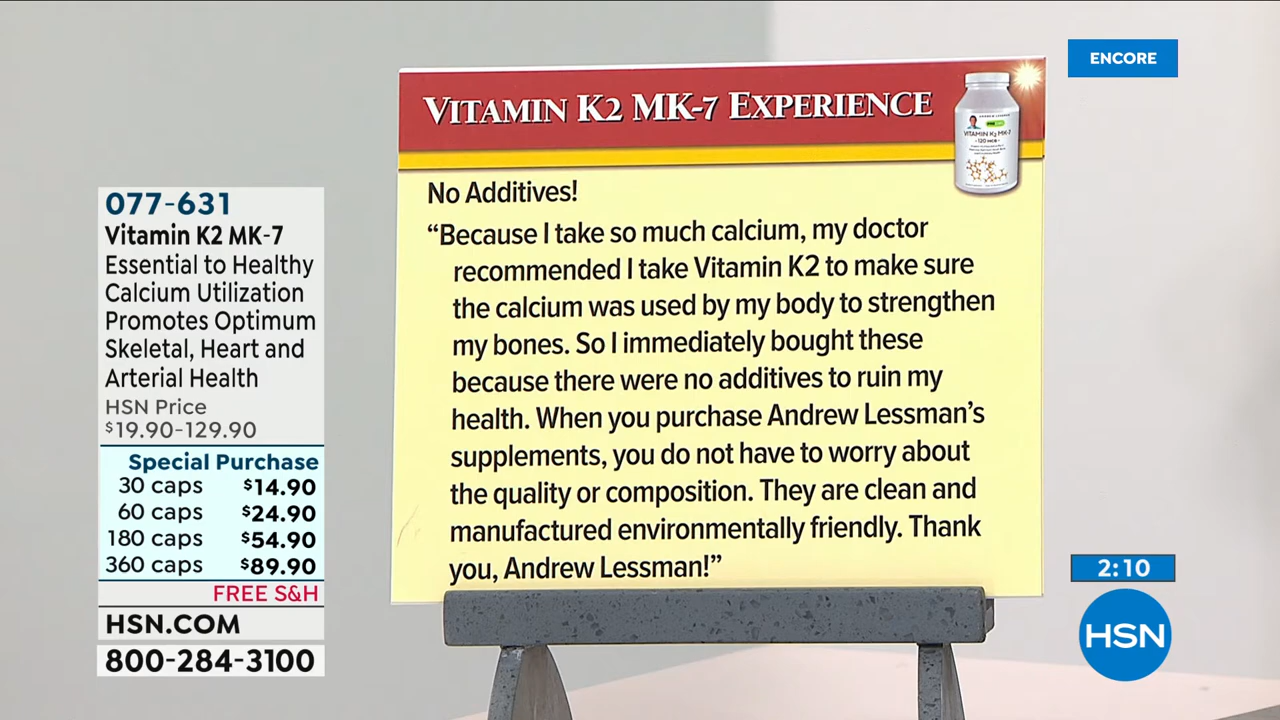 ENCORE
VITAMIN K2 MK-7 EXPERIENCE
VITAMIN K2 MK-7
120 MCG
No Additives!
“Because I take so much calcium, my doctor
recommended I take Vitamin K2 to make sure
the calcium was used by my body to strengthen
my bones. So I immediately bought these
because there were no additives to ruin my
health. When you purchase Andrew Lessman’s
supplements, you do not have to worry about
the quality or composition. They are clean and
manufactured environmentally friendly. Thank
you, Andrew Lessman!”
077-631
Vitamin K2 MK-7
Essential to Healthy
Calcium Utilization
Promotes Optimum
Skeletal, Heart and
Arterial Health
HSN Price
$19.90-129.90
Special Purchase
30 caps $14.90
60 caps $24.90
180 caps $54.90
360 caps $89.90
FREE S&H
HSN.COM
800-284-3100
2:10
HSN